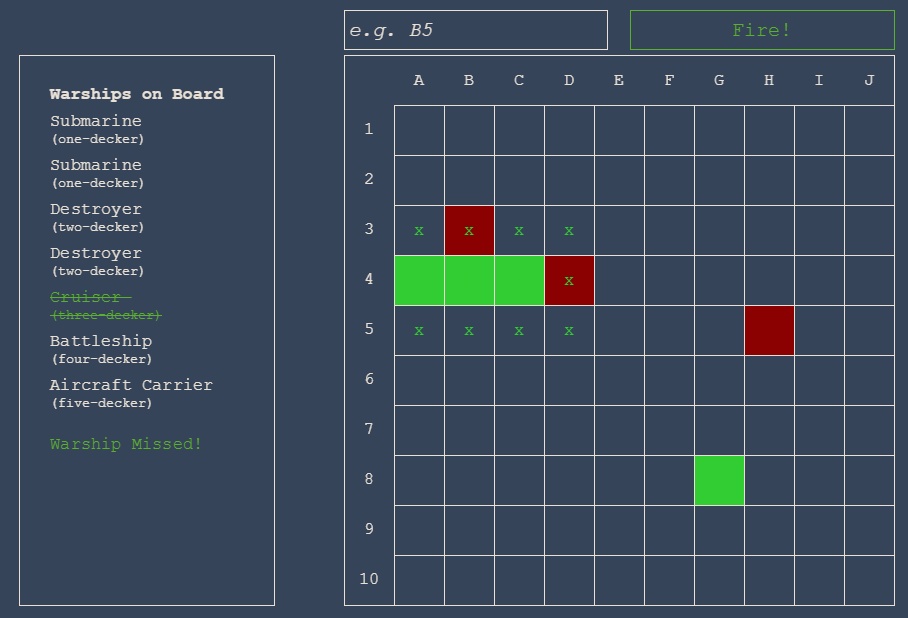 e.g. B5 Fire!
Warships on Board
Submarine
(one-decker)
Submarine
(one-decker)
Destroyer
(two-decker)
Destroyer
(two-decker)
Cruiser
(three-decker)
Battleship
(four-decker)
Aircraft Carrier
(five-decker)
Warship Missed!
A B C D E F G H I J
1
2
3 x x x x
4 x
5 x x x x
6
7
8
9
10